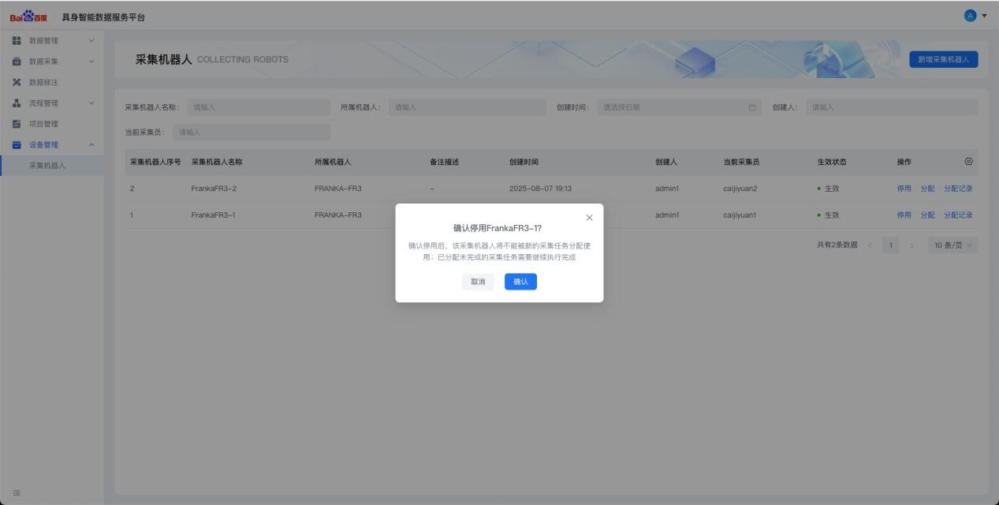 Bai百度 具身智能数据服务平台 A
数据管理
数据采集
数据标注
流程管理
项目管理
设备管理
采集机器人
采集机器人 COLLECTING ROBOTS 新增采集机器人
采集机器人名称： 请输入 所属机器人： 请输入 创建时间： 请选择日期 创建人： 请输入
当前采集员： 请输入
采集机器人序号 采集机器人名称 所属机器人 备注描述 创建时间 创建人 当前采集员 生效状态 操作
2 FrankaFR3-2 FRANKA-FR3 - 2025-08-07 19:13 admin1 caijiyuan2 生效 停用 分配 分配记录
1 FrankaFR3-1 FRANKA-FR3 admin1 caijiyuan1 生效 停用 分配 分配记录
共有2条数据 < 1 > 10 条/页
确认停用FrankaFR3-1?
确认停用后，该采集机器人将不能被新的采集任务分配使
用；已分配未完成的采集任务需要继续执行完成
取消 确认